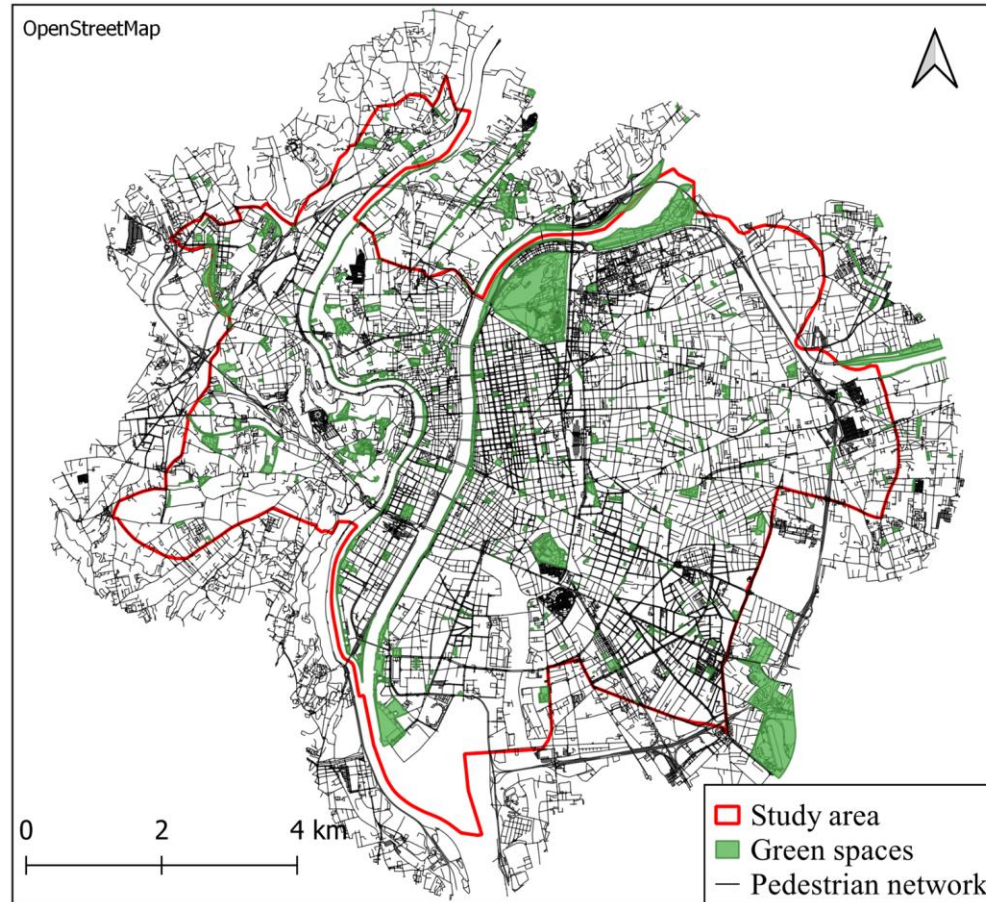 OpenStreetMap
0 2 4 km
Study area
Green spaces
Pedestrian network